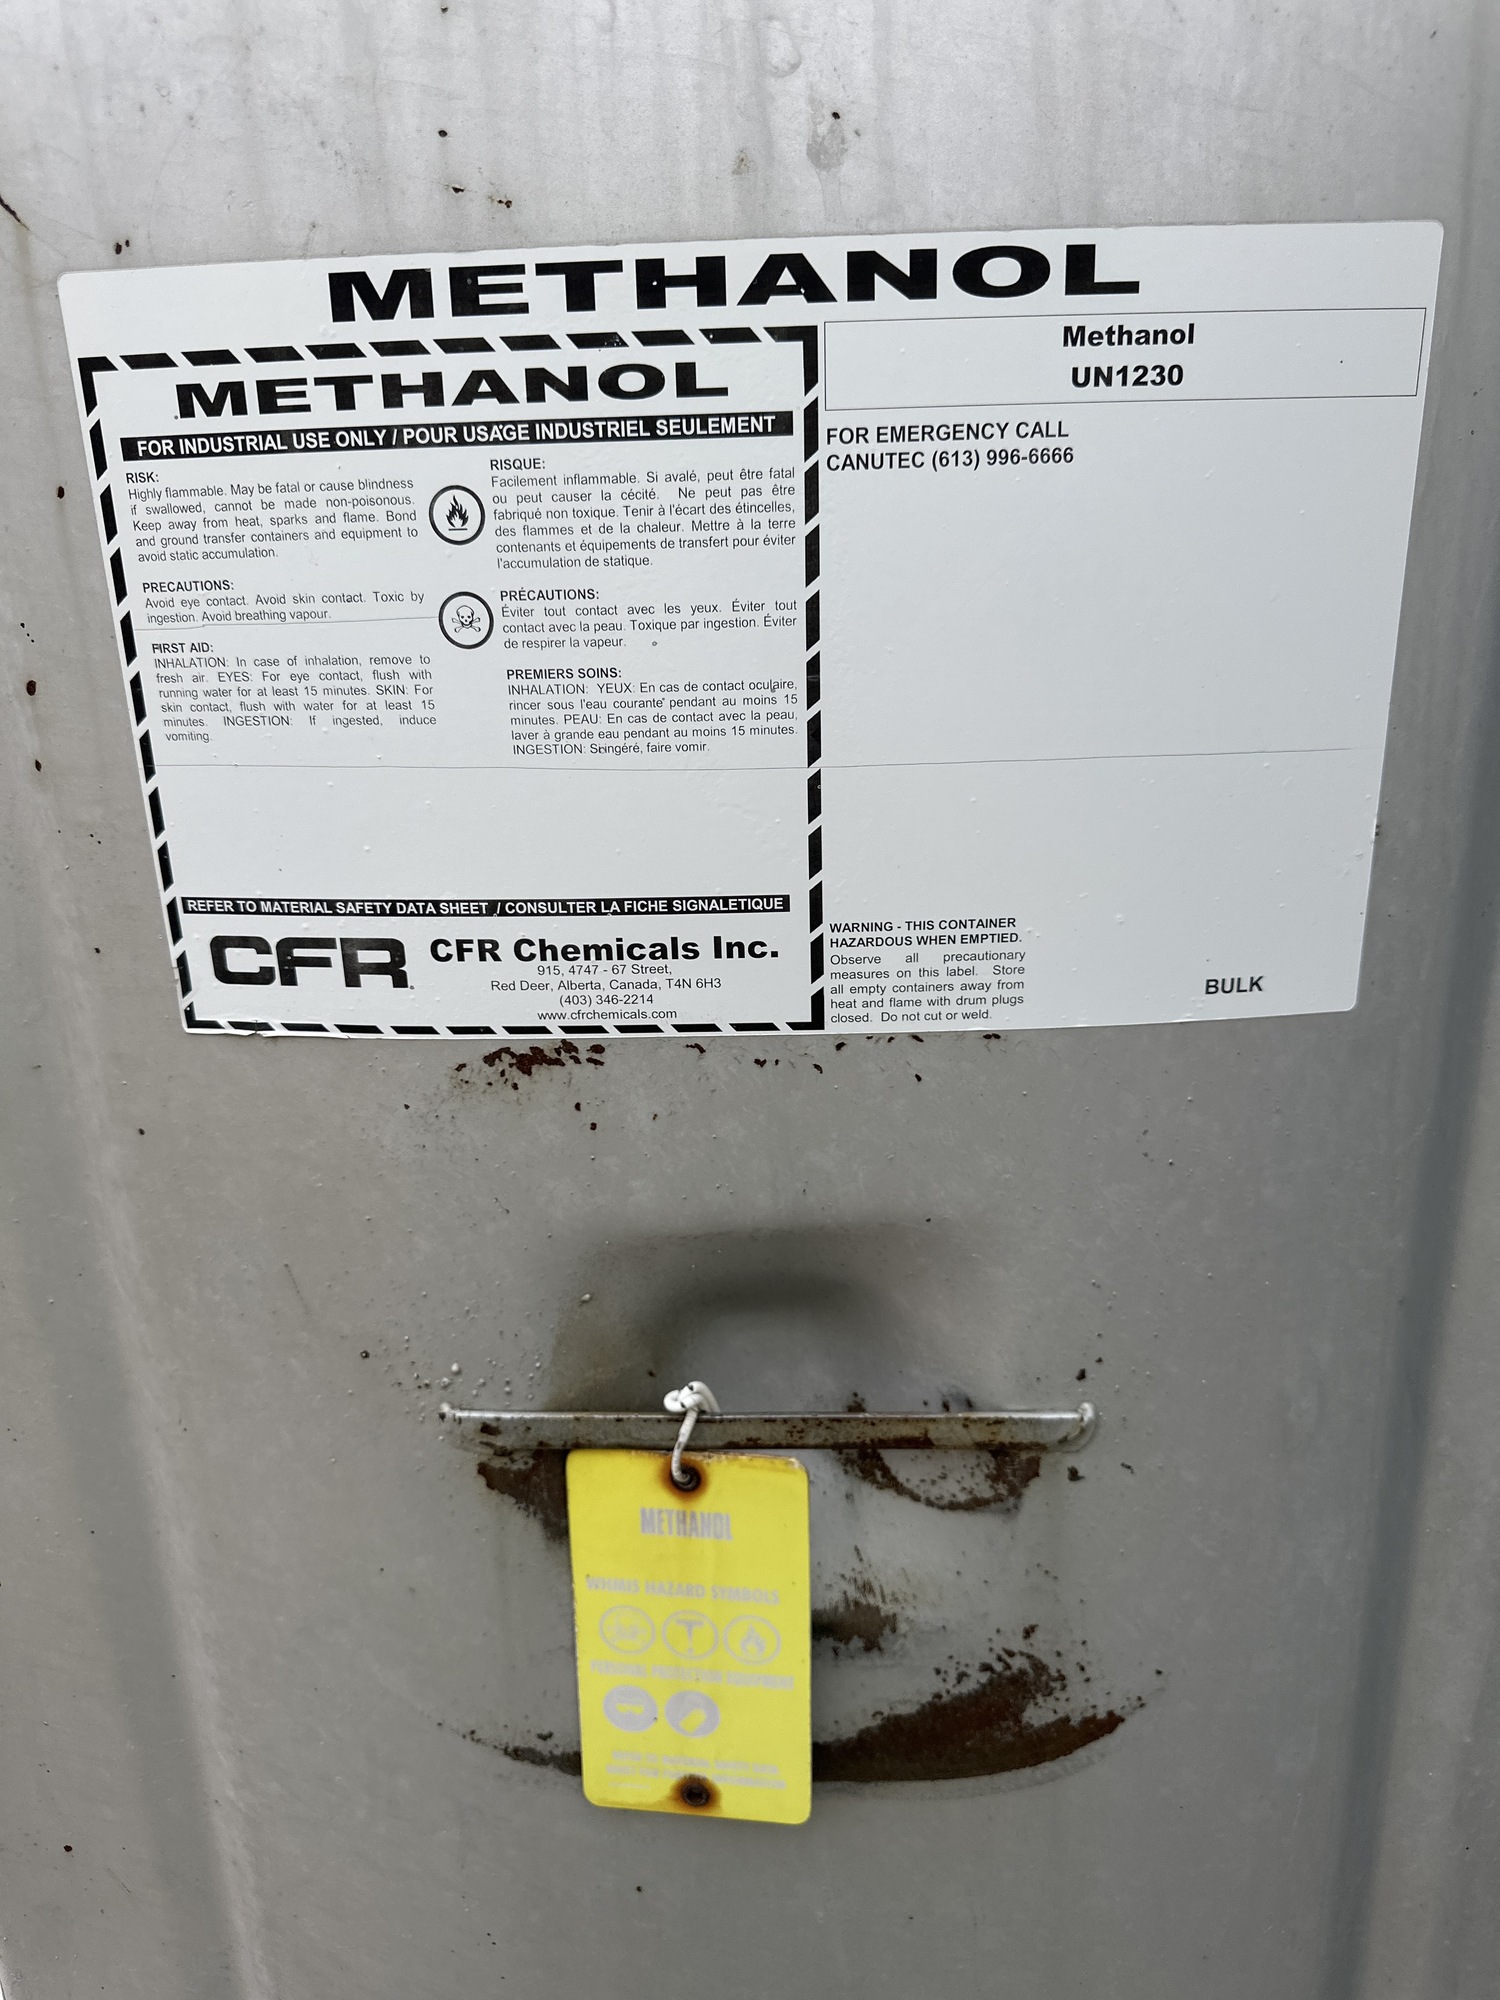 METHANOL
METHANOL
FOR INDUSTRIAL USE ONLY / POUR USAGE INDUSTRIEL SEULEMENT
RISK:
Highly flammable. May be fatal or cause blindness
if swallowed, cannot be made non-poisonous.
Keep away from heat, sparks and flame. Bond
and ground transfer containers and equipment to
avoid static accumulation.
PRECAUTIONS:
Avoid eye contact. Avoid skin contact. Toxic by
ingestion. Avoid breathing vapour.
FIRST AID:
INHALATION: In case of inhalation, remove to
fresh air. EYES: For eye contact, flush with
running water for at least 15 minutes. SKIN: For
skin contact, flush with water for at least 15
minutes. INGESTION: If ingested, induce
vomiting.
RISQUE:
Facilement inflammable. Si avalé, peut être fatal
ou peut causer la cécité. Ne peut pas être
fabriqué non toxique. Tenir à l'écart des étincelles,
des flammes et de la chaleur. Mettre à la terre
contenants et équipements de transfert pour éviter
l'accumulation de statique.
PRÉCAUTIONS:
Éviter tout contact avec les yeux. Éviter tout
contact avec la peau. Toxique par ingestion. Éviter
de respirer la vapeur.
PREMIERS SOINS:
INHALATION: YEUX: En cas de contact oculaire,
rincer sous l'eau courante pendant au moins 15
minutes. PEAU: En cas de contact avec la peau,
laver à grande eau pendant au moins 15 minutes.
INGESTION: Si ingéré, faire vomir.
REFER TO MATERIAL SAFETY DATA SHEET / CONSULTER LA FICHE SIGNALETIQUE
CFR
CFR Chemicals Inc.
915, 4747 - 67 Street,
Red Deer, Alberta, Canada, T4N 6H3
(403) 346-2214
www.cfrchemicals.com
Methanol
UN1230
FOR EMERGENCY CALL
CANUTEC (613) 996-6666
WARNING - THIS CONTAINER
HAZARDOUS WHEN EMPTIED.
Observe all precautionary
measures on this label. Store
all empty containers away from
heat and flame with drum plugs
closed. Do not cut or weld.
BULK
METHANOL
WHMIS HAZARD SYMBOLS
PERSONAL PROTECTION EQUIPMENT